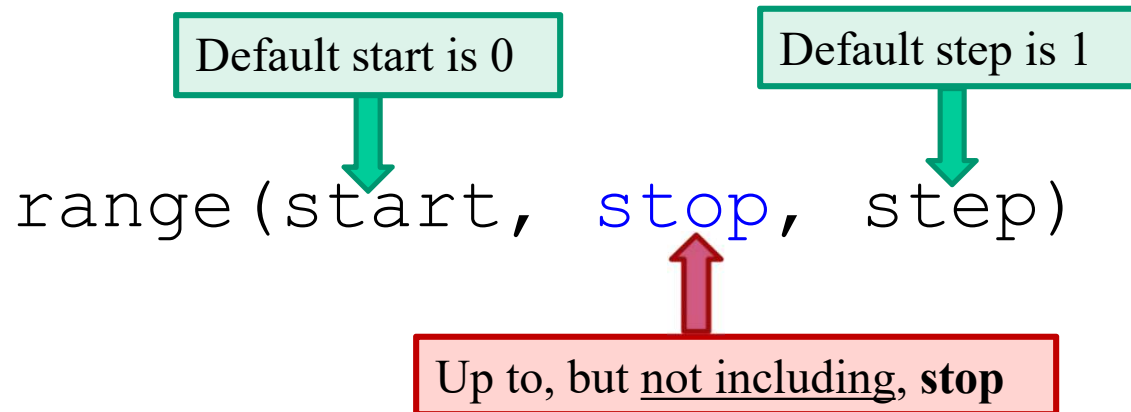 Default start is 0
Default step is 1
range(start, stop, step)
Up to, but not including, stop